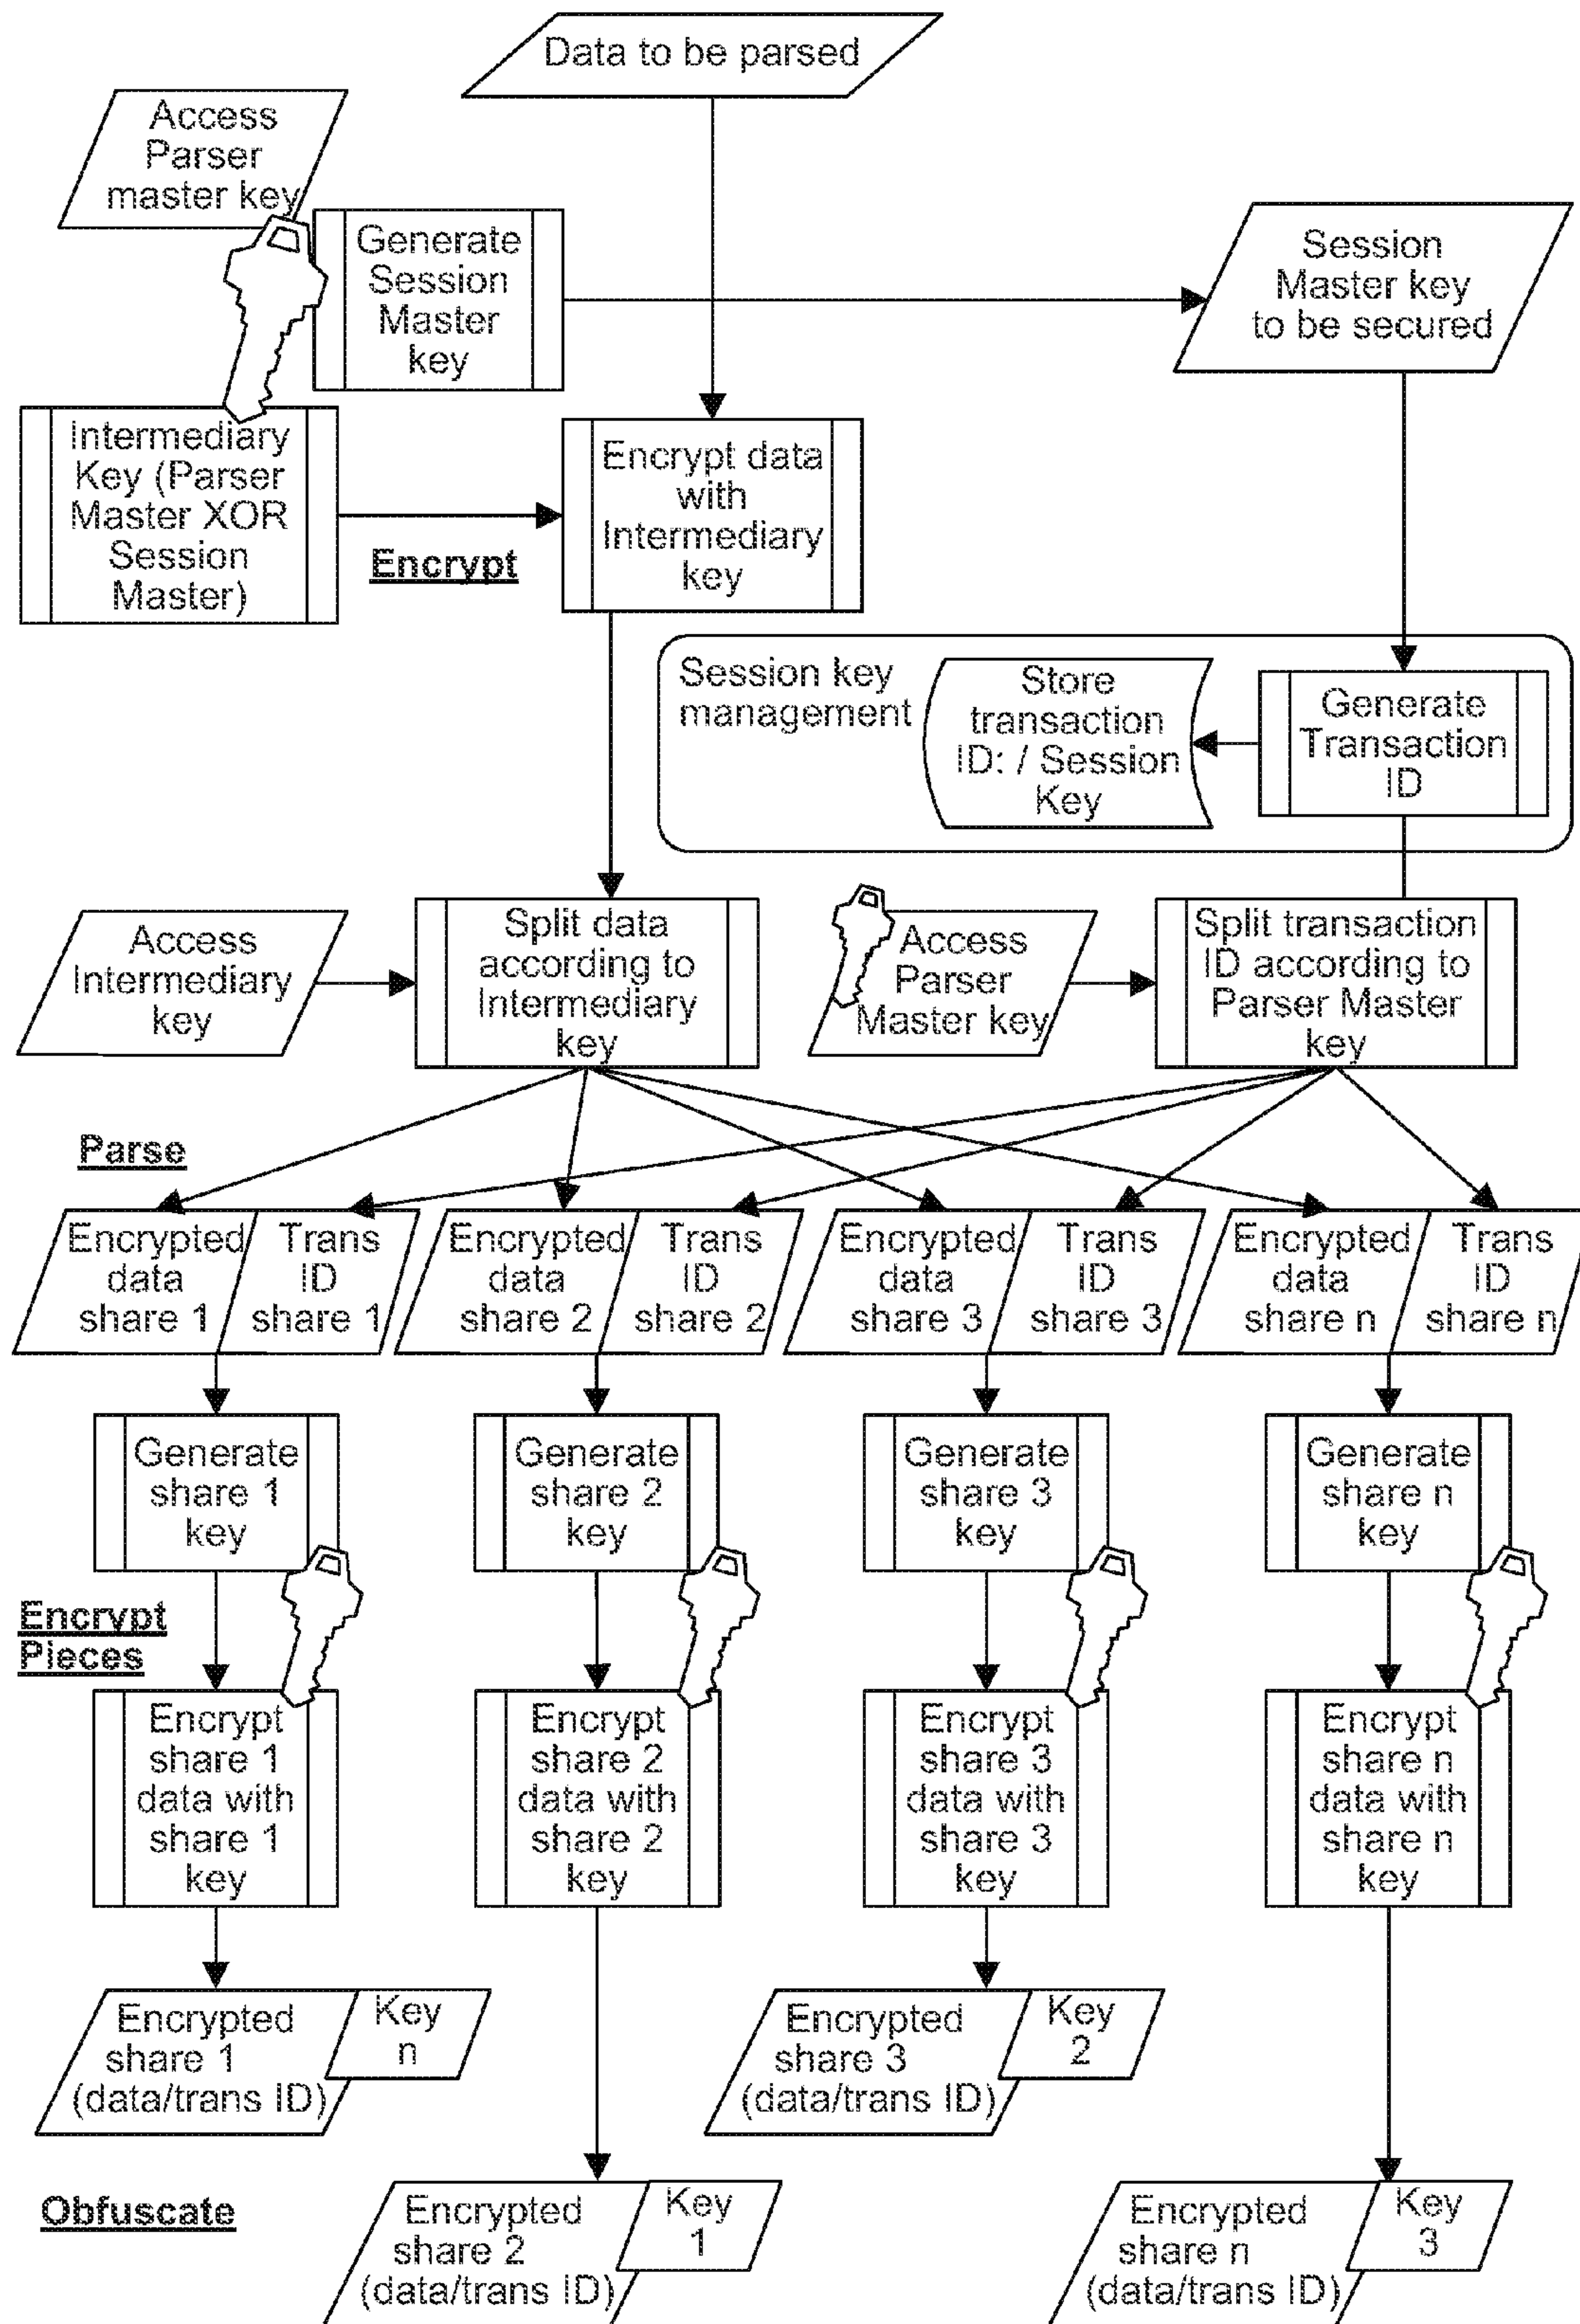 Data to be parsed
Access
Parser
master key
Generate
Session
Master
key
Session
Master key
to be secured
Intermediary
Key (Parser
Master XOR
Session
Master)
Encrypt
Encrypt data
with
Intermediary
key
Session key
management
Store
transaction
ID: / Session
Key
Generate
Transaction
ID
Access
Intermediary
key
Split data
according to
Intermediary
key
Access
Parser
Master key
Split transaction
ID according to
Parser Master
key
Parse
Encrypted
data
share 1
Trans
ID
share 1
Encrypted
data
share 2
Trans
ID
share 2
Encrypted
data
share 3
Trans
ID
share 3
Encrypted
data
share n
Trans
ID
share n
Generate
share 1
key
Generate
share 2
key
Generate
share 3
key
Generate
share n
key
Encrypt
Pieces
Encrypt
share 1
data with
share 1
key
Encrypt
share 2
data with
share 2
key
Encrypt
share 3
data with
share 3
key
Encrypt
share n
data with
share n
key
Encrypted
share 1
(data/trans ID)
Key
n
Encrypted
share 3
(data/trans ID)
Key
2
Obfuscate
Encrypted
share 2
(data/trans ID)
Key
1
Encrypted
share n
(data/trans ID)
Key
3